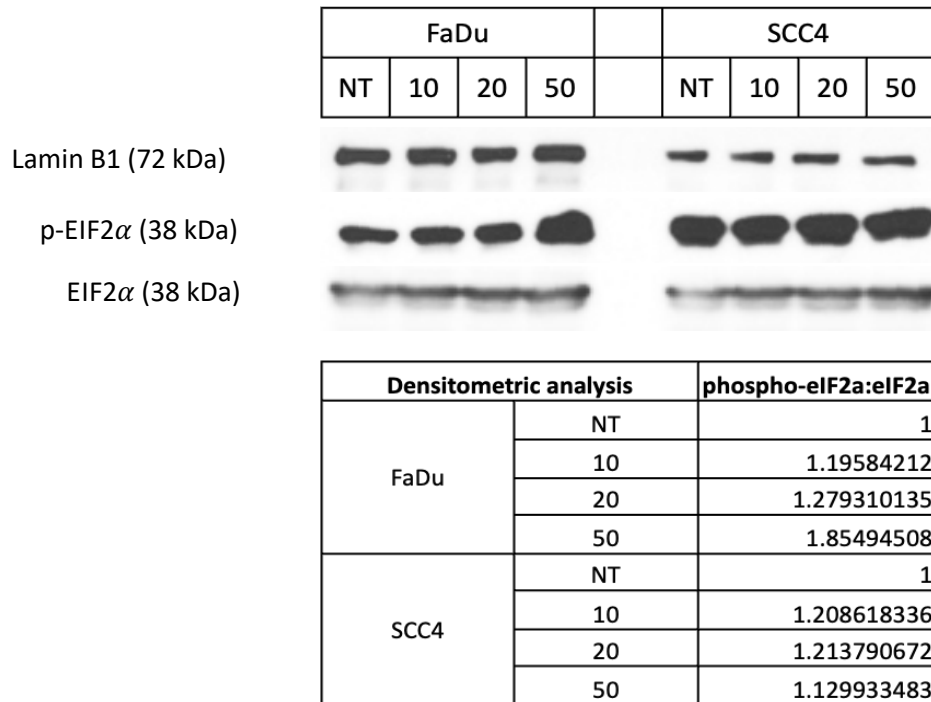 FaDu SCC4
NT 10 20 50 NT 10 20 50
Lamin B1 (72 kDa)
p-EIF2𝛼 (38 kDa)
EIF2𝛼 (38 kDa)
Densitometric analysis phospho-eIF2a:eIF2a
FaDu
NT 1
10 1.19584212
20 1.279310135
50 1.85494508
SCC4
NT 1
10 1.208618336
20 1.213790672
50 1.129933483